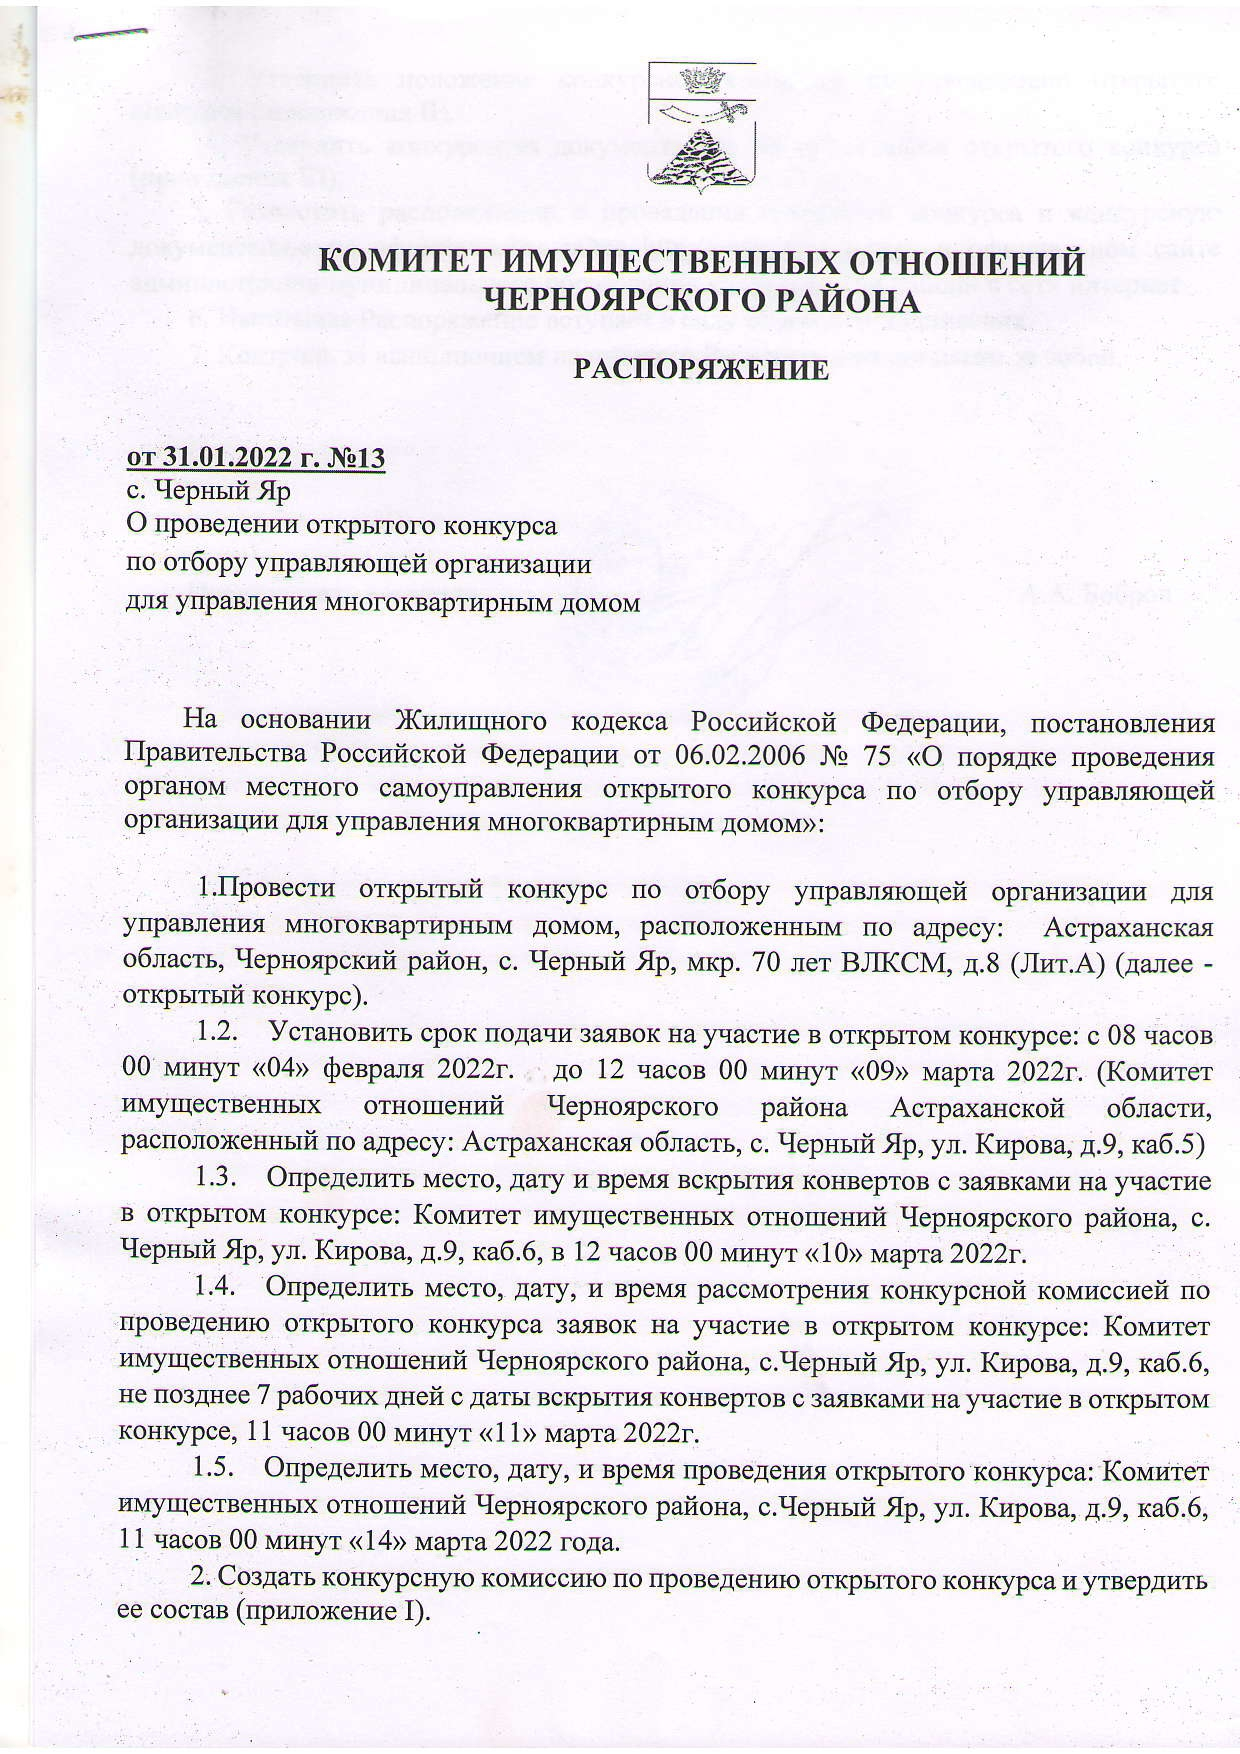 КОМИТЕТ ИМУЩЕСТВЕННЫХ ОТНОШЕНИЙ
ЧЕРНОЯРСКОГО РАЙОНА
РАСПОРЯЖЕНИЕ
от 31.01.2022 г. №13
с. Черный Яр
О проведении открытого конкурса
по отбору управляющей организации
для управления многоквартирным домом
На основании Жилищного кодекса Российской Федерации, постановления
Правительства Российской Федерации от 06.02.2006 № 75 «О порядке проведения
органом местного самоуправления открытого конкурса по отбору управляющей
организации для управления многоквартирным домом»:
1.Провести открытый конкурс по отбору управляющей организации для
управления многоквартирным домом, расположенным по адресу: Астраханская
область, Черноярский район, с. Черный Яр, мкр. 70 лет ВЛКСМ, д.8 (Лит.А) (далее -
открытый конкурс).
1.2. Установить срок подачи заявок на участие в открытом конкурсе: с 08 часов
00 минут «04» февраля 2022г. до 12 часов 00 минут «09» марта 2022г. (Комитет
имущественных отношений Черноярского района Астраханской области,
расположенный по адресу: Астраханская область, с. Черный Яр, ул. Кирова, д.9, каб.5)
1.3. Определить место, дату и время вскрытия конвертов с заявками на участие
в открытом конкурсе: Комитет имущественных отношений Черноярского района, с.
Черный Яр, ул. Кирова, д.9, каб.6, в 12 часов 00 минут «10» марта 2022г.
1.4. Определить место, дату, и время рассмотрения конкурсной комиссией по
проведению открытого конкурса заявок на участие в открытом конкурсе: Комитет
имущественных отношений Черноярского района, с.Черный Яр, ул. Кирова, д.9, каб.6,
не позднее 7 рабочих дней с даты вскрытия конвертов с заявками на участие в открытом
конкурсе, 11 часов 00 минут «11» марта 2022г.
1.5. Определить место, дату, и время проведения открытого конкурса: Комитет
имущественных отношений Черноярского района, с.Черный Яр, ул. Кирова, д.9, каб.6,
11 часов 00 минут «14» марта 2022 года.
2. Создать конкурсную комиссию по проведению открытого конкурса и утвердить
ее состав (приложение I).